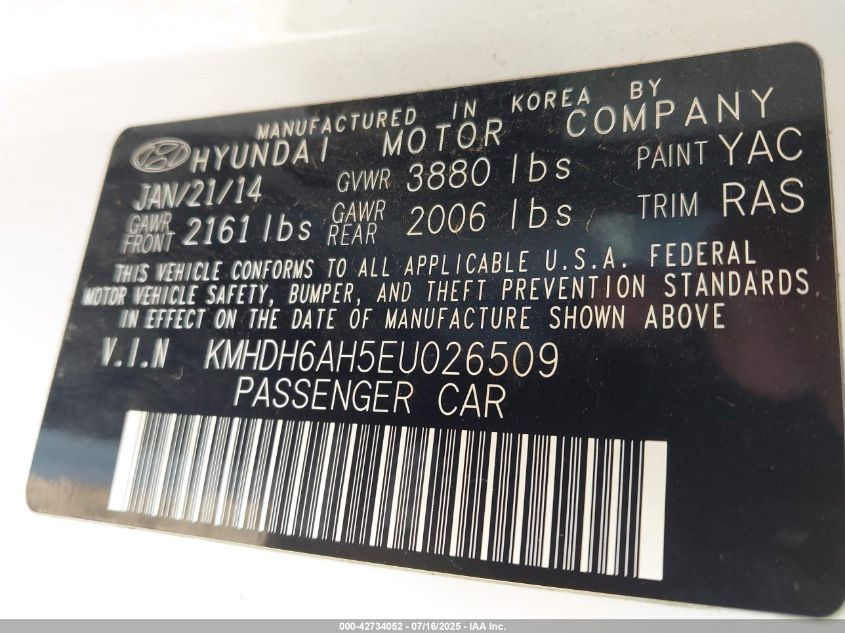 MANUFACTURED IN KOREA BY
HYUNDAI MOTOR COMPANY
JAN/21/14 GVWR 3880 lbs PAINT YAC
GAWR FRONT 2161 lbs GAWR REAR 2006 lbs TRIM RAS
THIS VEHICLE CONFORMS TO ALL APPLICABLE U.S.A. FEDERAL
MOTOR VEHICLE SAFETY, BUMPER, AND THEFT PREVENTION STANDARDS
IN EFFECT ON THE DATE OF MANUFACTURE SHOWN ABOVE
V.I.N KMHDH6AH5EU026509
PASSENGER CAR
000-42734052 - 07/16/2025 - IAA Inc.